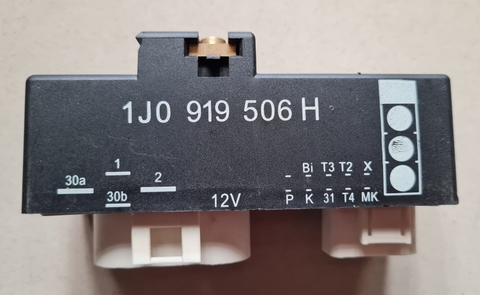 1J0 919 506 H
1 Bi T3 T2 X
30a 2
30b 12V P K 31 T4 MK